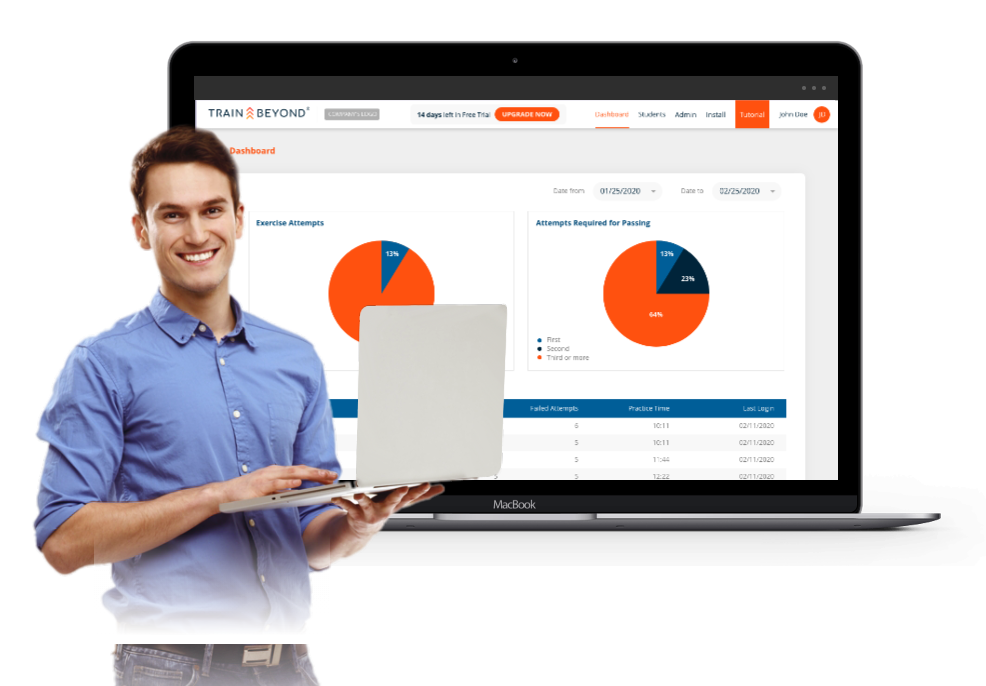 TRAIN BEYOND®
COMPANY'S LOGO
14 days left in Free Trial UPGRADE NOW
Dashboard Students Admin Install Tutorial John Doe JD
Dashboard
Date from 01/25/2020 Date to 02/25/2020
Exercise Attempts
13%
Attempts Required for Passing
13%
23%
64%
First
Second
Third or more
Failed Attempts Practice Time Last Login
6 10:11 02/11/2020
5 10:11 02/11/2020
5 11:44 02/11/2020
5 5 12:22 02/11/2020
MacBook